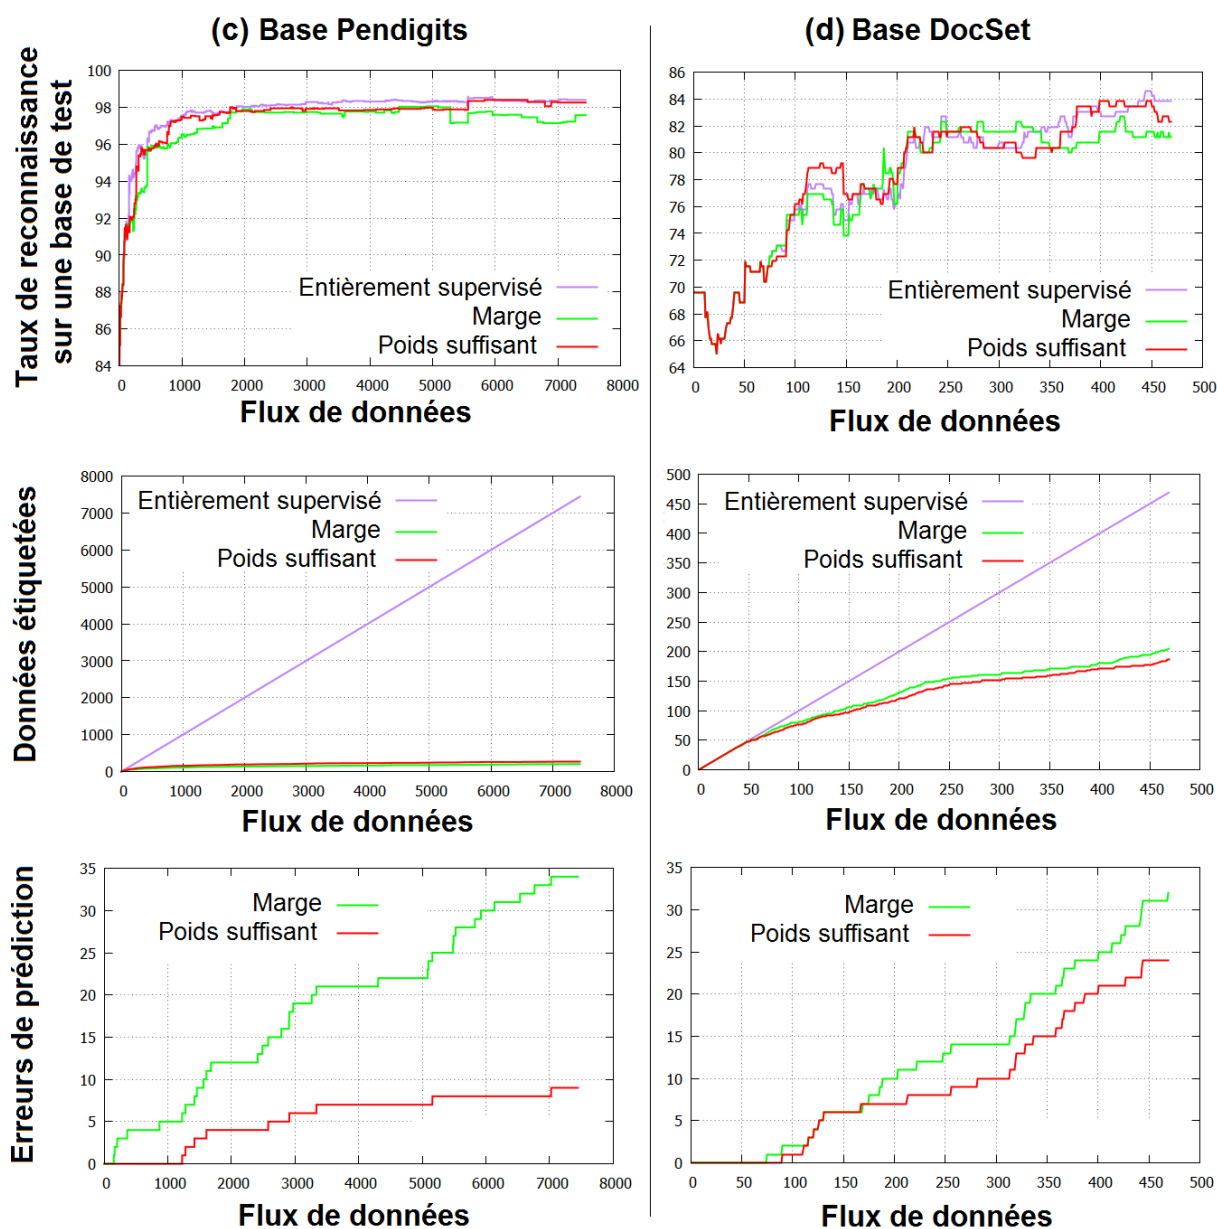 (c) Base Pendigits
(d) Base DocSet
Taux de reconnaissance
sur une base de test
100
98
96
94
92
90
88
86
84
Entièrement supervisé
Marge
Poids suffisant
0 1000 2000 3000 4000 5000 6000 7000 8000
Flux de données
86
84
82
80
78
76
74
72
70
68
66
64
Entièrement supervisé
Marge
Poids suffisant
0 50 100 150 200 250 300 350 400 450 500
Flux de données
Données étiquetées
8000
7000
6000
5000
4000
3000
2000
1000
0
Entièrement supervisé
Marge
Poids suffisant
0 1000 2000 3000 4000 5000 6000 7000 8000
Flux de données
500
450
400
350
300
250
200
150
100
50
0
Entièrement supervisé
Marge
Poids suffisant
0 50 100 150 200 250 300 350 400 450 500
Flux de données
Erreurs de prédiction
35
30
25
20
15
10
5
0
Marge
Poids suffisant
0 1000 2000 3000 4000 5000 6000 7000 8000
Flux de données
35
30
25
20
15
10
5
0
Marge
Poids suffisant
0 50 100 150 200 250 300 350 400 450 500
Flux de données